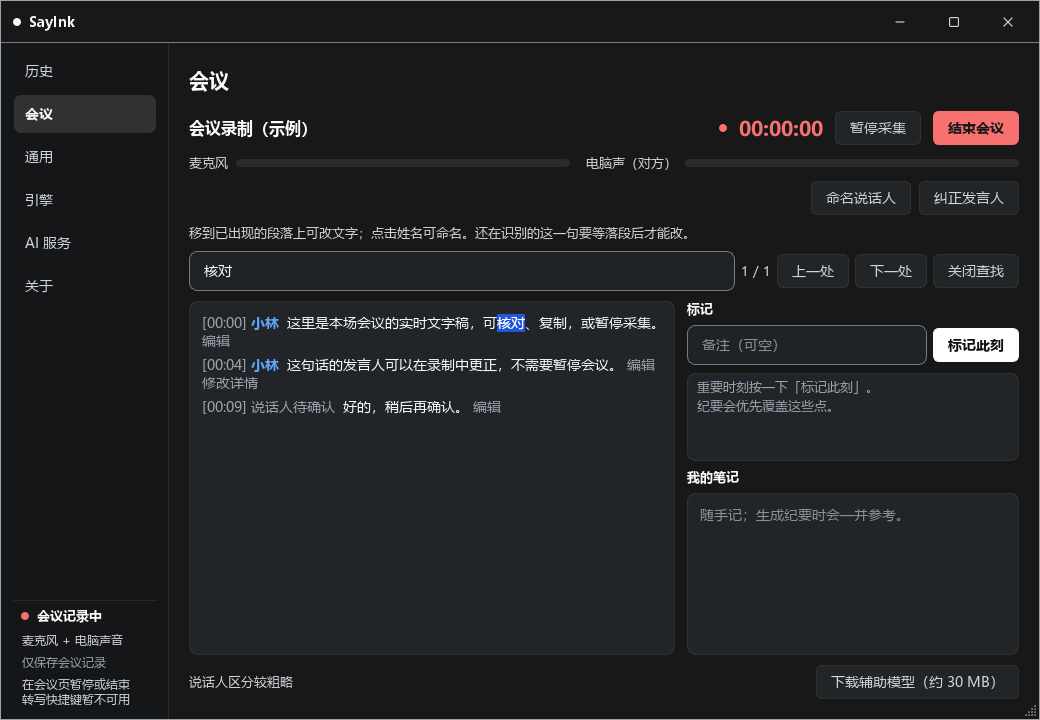 SayInk
历史
会议
通用
引擎
AI 服务
关于
会议记录中
麦克风 + 电脑声音
仅保存会议记录
在会议页暂停或结束
转写快捷键暂不可用
会议
会议录制（示例）
00:00:00
暂停采集
结束会议
麦克风
电脑声（对方）
命名说话人
纠正发言人
移到已出现的段落上可改文字；点击姓名可命名。还在识别的这一句要等落段后才能改。
核对
1 / 1
上一处
下一处
关闭查找
[00:00] 小林 这里是本场会议的实时文字稿，可核对、复制，或暂停采集。
编辑
[00:04] 小林 这句话的发言人可以在录制中更正，不需要暂停会议。 编辑
修改详情
[00:09] 说话人待确认 好的，稍后再确认。 编辑
标记
备注（可空）
标记此刻
重要时刻按一下「标记此刻」。
纪要会优先覆盖这些点。
我的笔记
随手记；生成纪要时会一并参考。
说话人区分较粗略
下载辅助模型（约 30 MB）